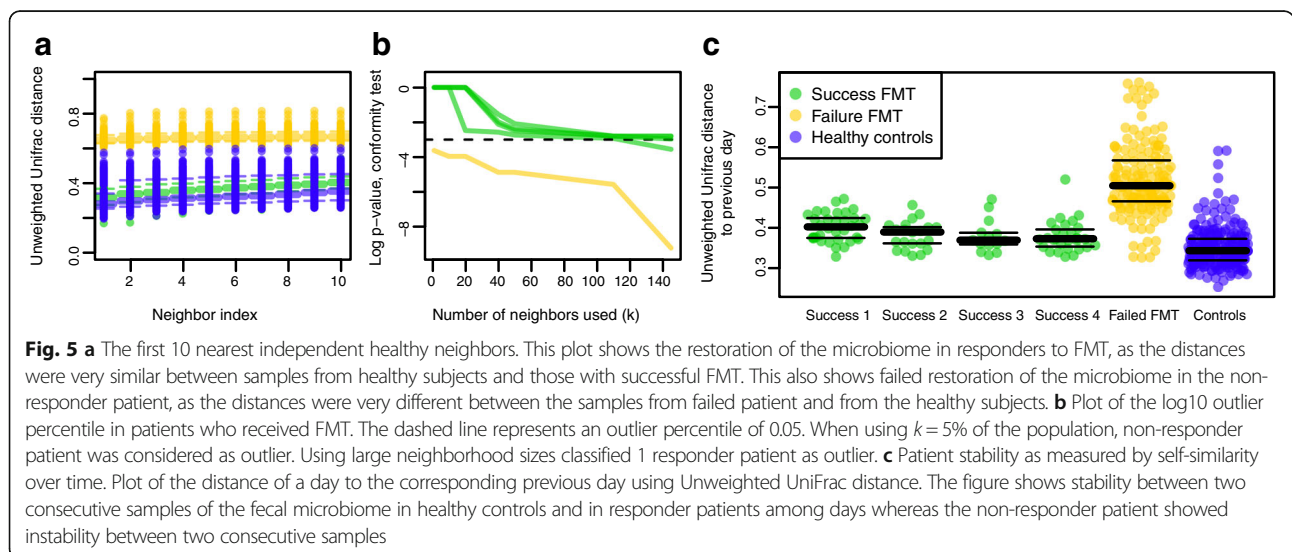 a
b
c
Unweighted Unifrac distance
0.0
0.4
0.8
2
4
6
8
10
Neighbor index
Log p-value, conformity test
0
-4
-8
0
20
40
60
80
100
120
140
Number of neighbors used (k)
Success FMT
Failure FMT
Healthy controls
Unweighted Unifrac distance
to previous day
0.7
0.6
0.5
0.4
0.3
Success 1
Success 2
Success 3
Success 4
Failed FMT
Controls
Fig. 5 a The first 10 nearest independent healthy neighbors. This plot shows the restoration of the microbiome in responders to FMT, as the distances
were very similar between samples from healthy subjects and those with successful FMT. This also shows failed restoration of the microbiome in the non-
responder patient, as the distances were very different between the samples from failed patient and from the healthy subjects. b Plot of the log10 outlier
percentile in patients who received FMT. The dashed line represents an outlier percentile of 0.05. When using k = 5% of the population, non-responder
patient was considered as outlier. Using large neighborhood sizes classified 1 responder patient as outlier. c Patient stability as measured by self-similarity
over time. Plot of the distance of a day to the corresponding previous day using Unweighted UniFrac distance. The figure shows stability between two
consecutive samples of the fecal microbiome in healthy controls and in responder patients among days whereas the non-responder patient showed
instability between two consecutive samples